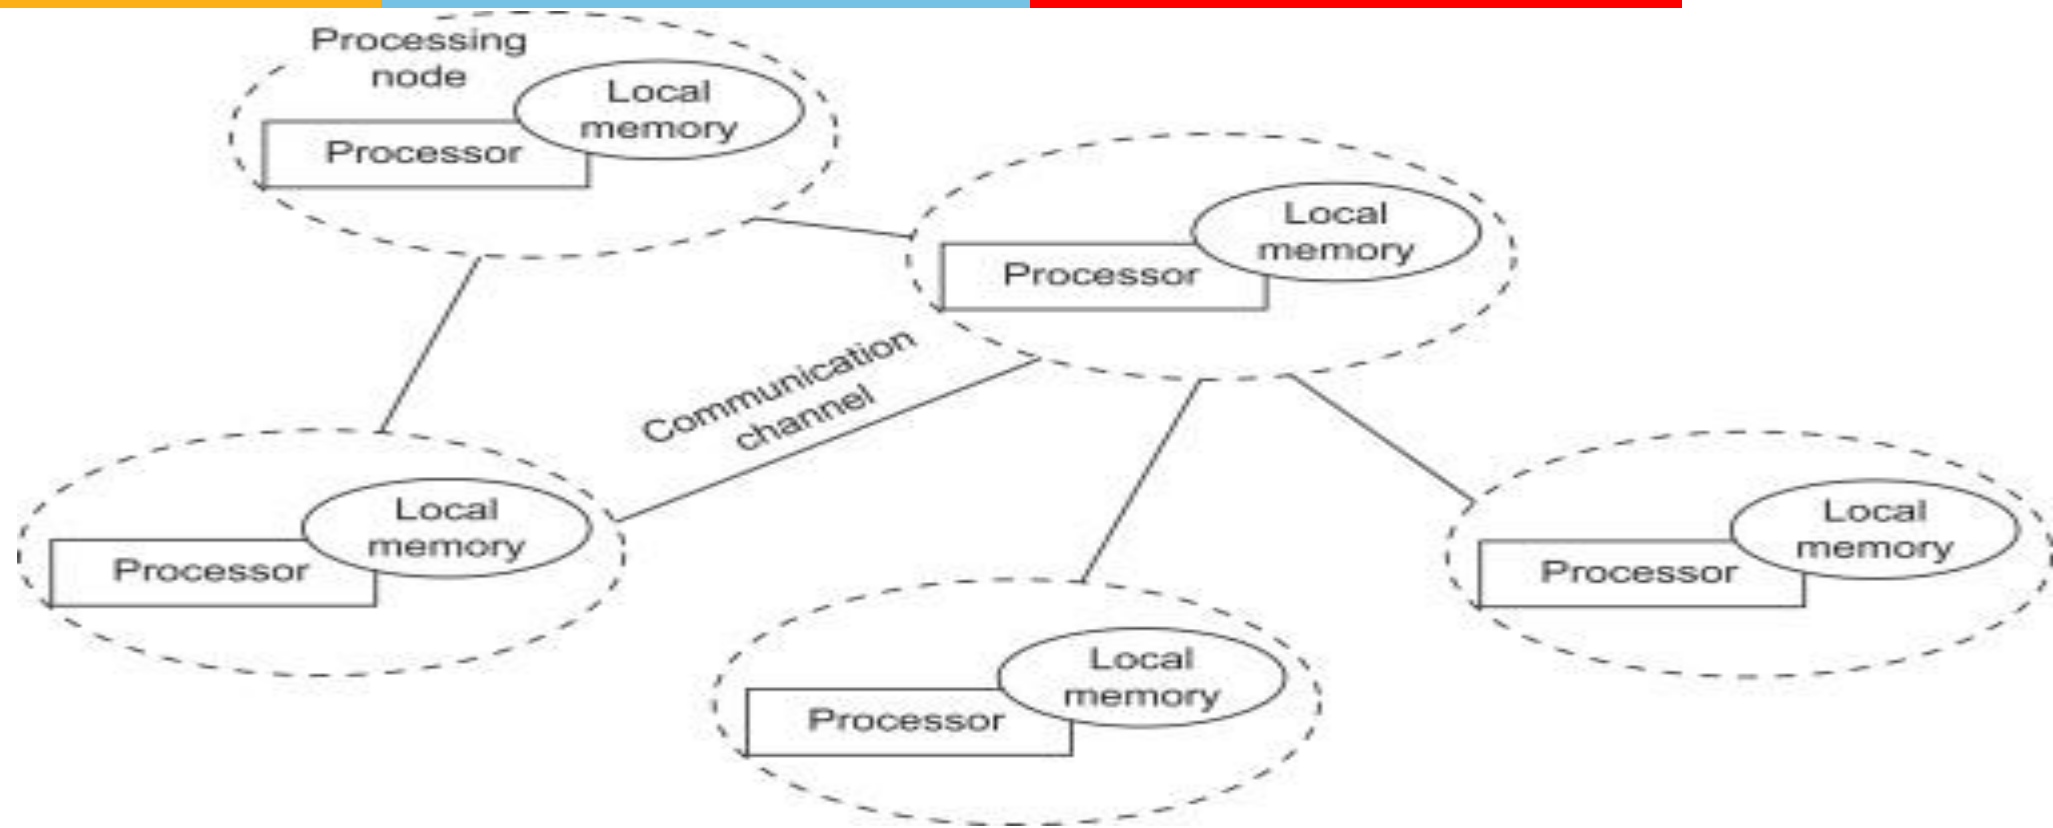 Processing
node
Local
memory
Processor
Local
memory
Processor
Communication
channel
Local
memory
Processor
Local
memory
Processor
Local
memory
Processor